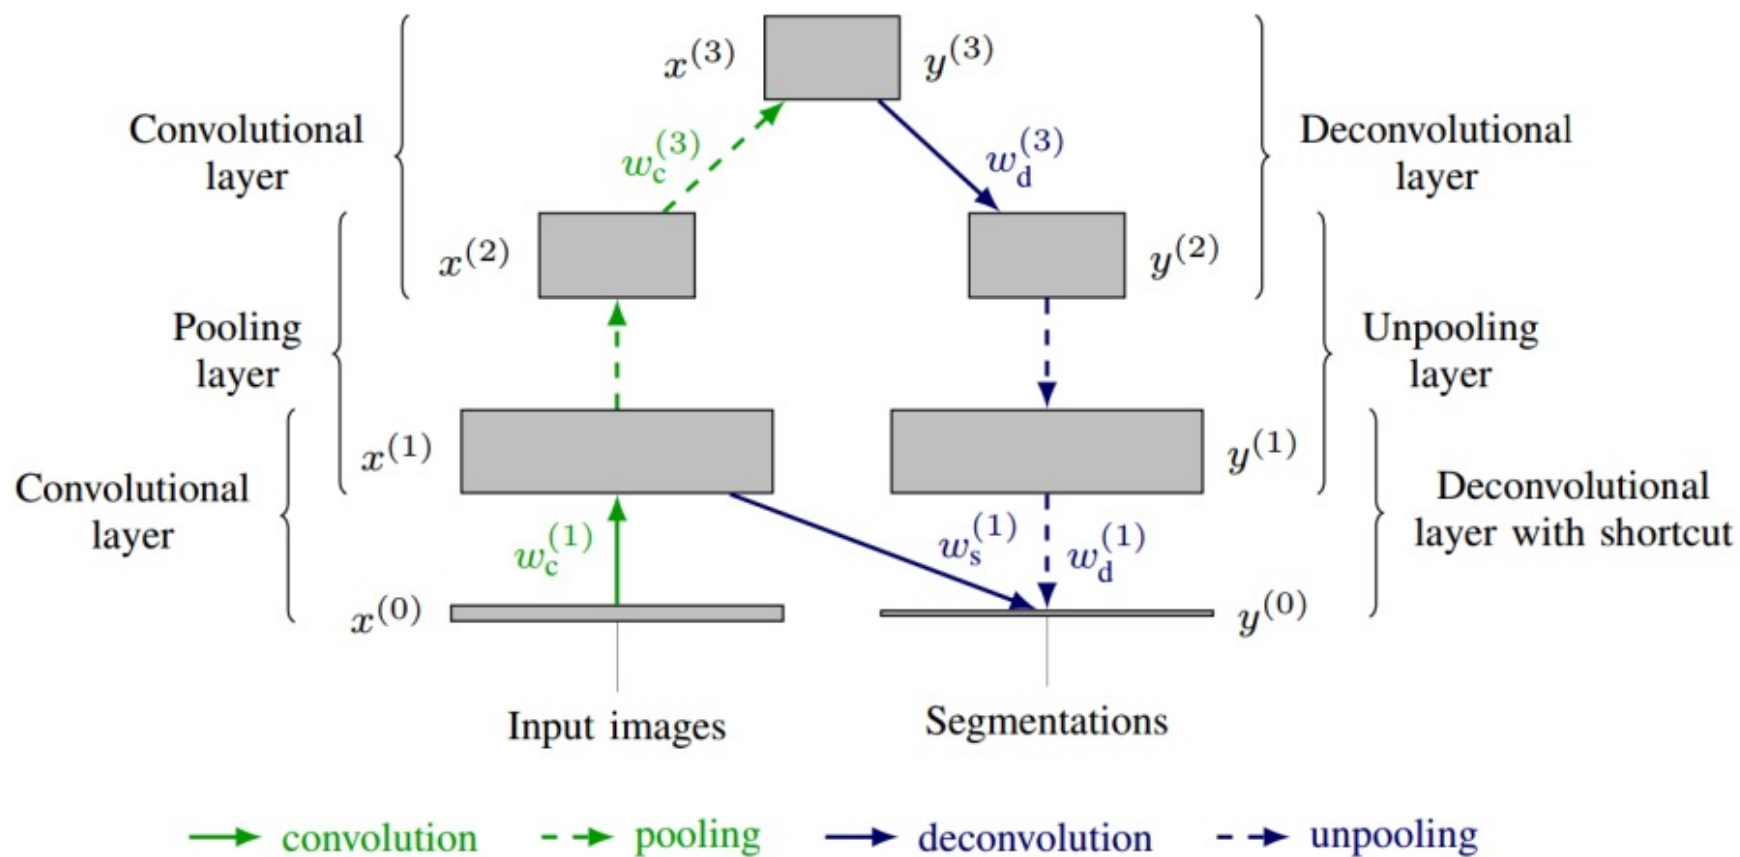 x^{(3)}
y^{(3)}
Convolutional
layer
w_c^{(3)}
w_d^{(3)}
Deconvolutional
layer
x^{(2)}
y^{(2)}
Pooling
layer
Unpooling
layer
x^{(1)}
y^{(1)}
Convolutional
layer
Deconvolutional
layer with shortcut
w_c^{(1)}
w_s^{(1)}
w_d^{(1)}
x^{(0)}
y^{(0)}
Input images
Segmentations
convolution pooling deconvolution unpooling